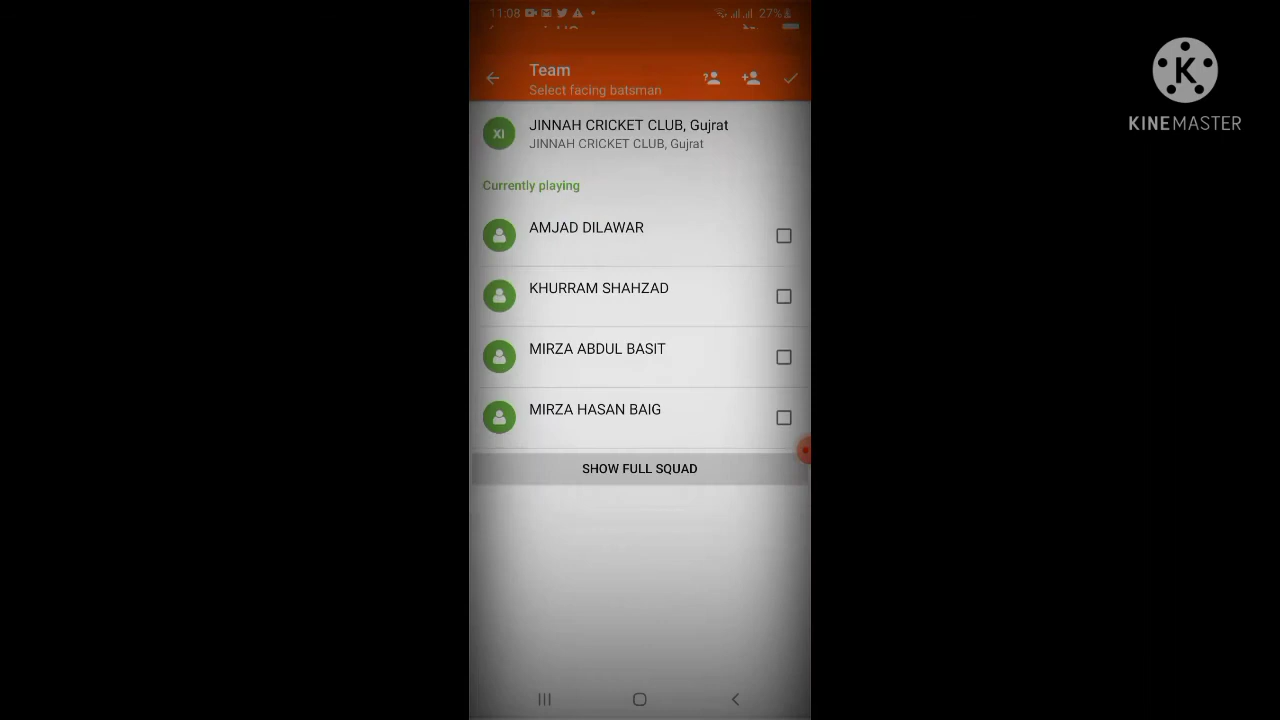 11:08
27%
Team
Select facing batsman
XI
JINNAH CRICKET CLUB, Gujrat
JINNAH CRICKET CLUB, Gujrat
Currently playing
AMJAD DILAWAR
KHURRAM SHAHZAD
MIRZA ABDUL BASIT
MIRZA HASAN BAIG
SHOW FULL SQUAD
K
KINEMASTER